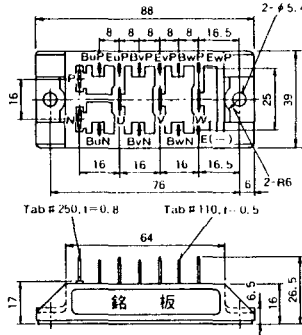 88
2-φ5.4
8 8 8 8 8 16.5
BuP EuP BvP EvP BwP EwP
P
N
16
U V W
25
39
BuN BvN BwN E(-)
16 16 16 16.5
2-R6
76 6
Tab#250, t=0.8 Tab#110, t=0.5
64
17
銘板
6.5
16
26.5